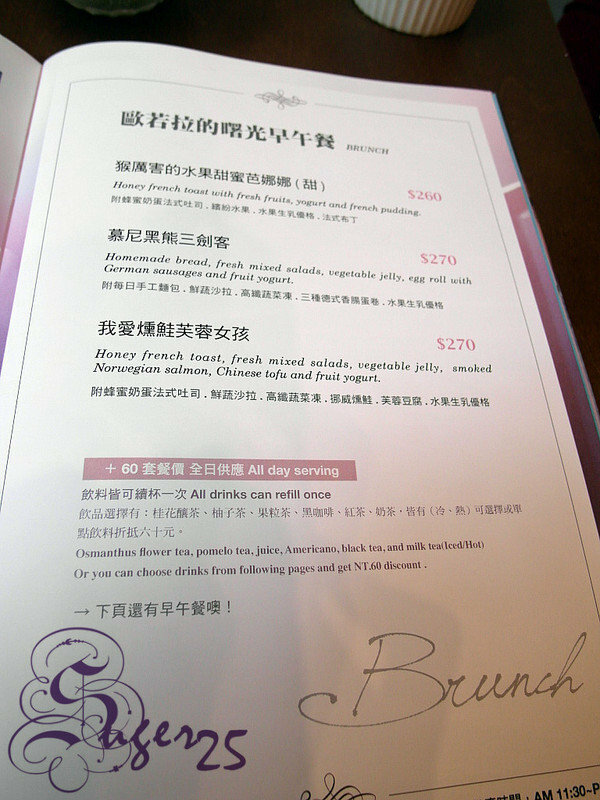 歐若拉的曙光早午餐 BRUNCH
猴厲害的水果甜蜜芭娜娜(甜)
$260
Honey french toast with fresh fruits, yogurt and french pudding.
附蜂蜜奶蛋法式吐司．繽紛水果．水果生乳優格．法式布丁
慕尼黑熊三劍客
$270
Homemade bread, fresh mixed salads, vegetable jelly, egg roll with
German sausages and fruit yogurt.
附每日手工麵包．鮮蔬沙拉．高纖蔬菜凍．三種德式香腸蛋卷．水果生乳優格
我愛燻鮭芙蓉女孩
$270
Honey french toast, fresh mixed salads, vegetable jelly, smoked
Norwegian salmon, Chinese tofu and fruit yogurt.
附蜂蜜奶蛋法式吐司．鮮蔬沙拉．高纖蔬菜凍．挪威燻鮭．芙蓉豆腐．水果生乳優格
＋60 套餐價 全日供應 All day serving
飲料皆可續杯一次 All drinks can refill once
飲品選擇有：桂花釀茶、柚子茶、果粒茶、黑咖啡、紅茶、奶茶，皆有（冷、熱）可選擇或單
點飲料折抵六十元。
Osmanthus flower tea, pomelo tea, juice, Americano, black tea, and milk tea(Iced/Hot)
Or you can choose drinks from following pages and get NT.60 discount .
→ 下頁還有早午餐噢！
Suger25
Brunch
時間：AM 11:30~P